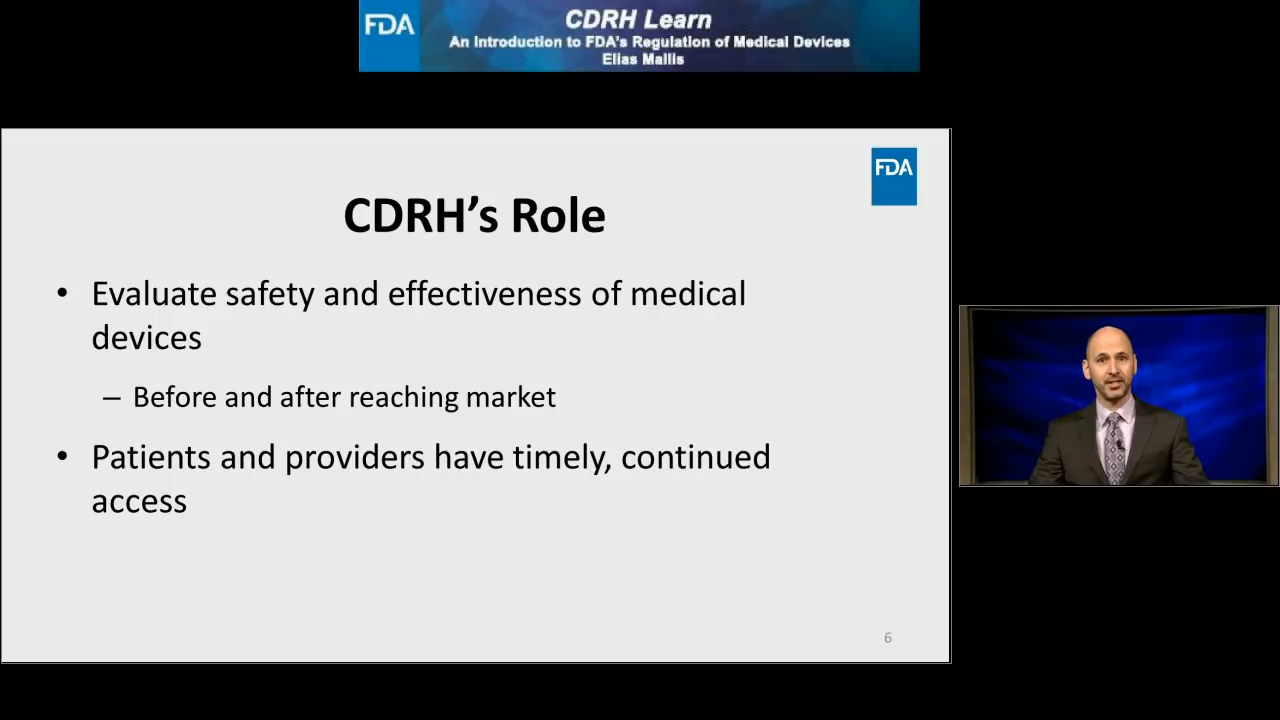 FDA
CDRH Learn
An Introduction to FDA's Regulation of Medical Devices
Elias Mallis
FDA
CDRH’s Role
• Evaluate safety and effectiveness of medical
devices
– Before and after reaching market
• Patients and providers have timely, continued
access
6